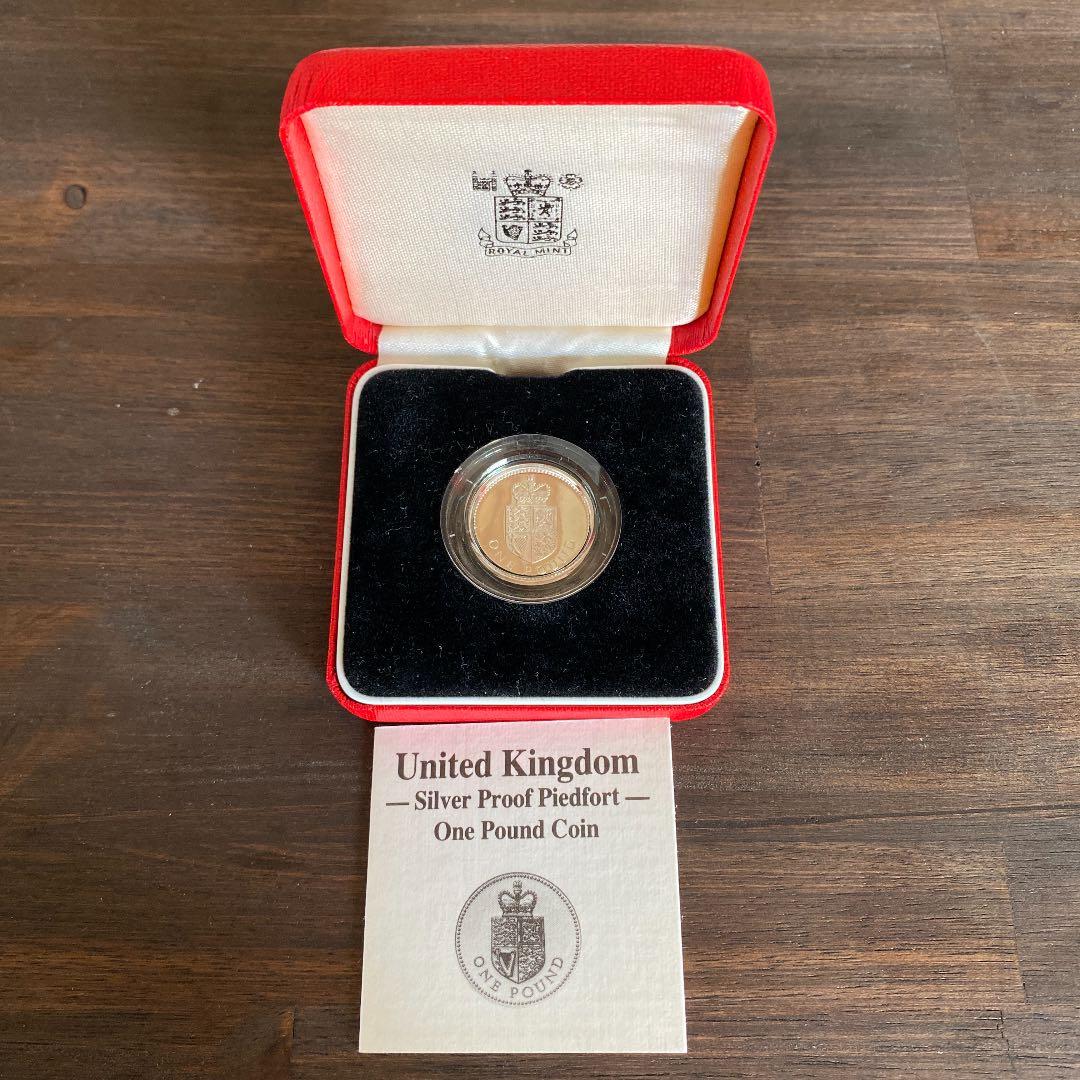 ROYAL MINT
ONE POUND
United Kingdom
— Silver Proof Piedfort —
One Pound Coin
ONE POUND